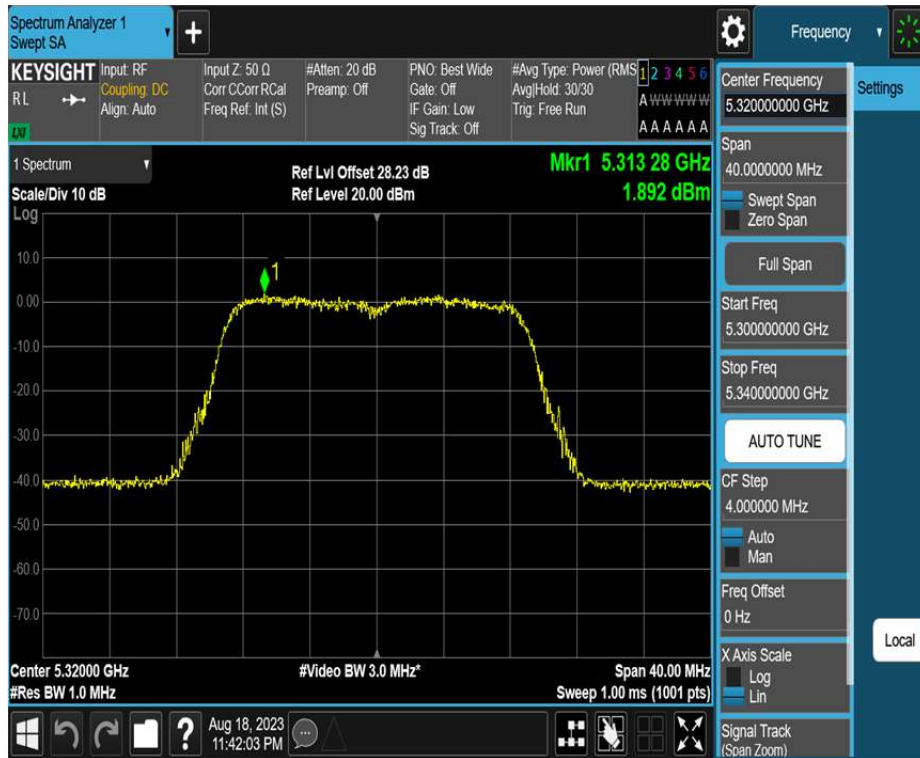 Spectrum Analyzer 1
Swept SA
+
Frequency
KEYSIGHT
R L
LXI
Input: RF
Coupling: DC
Align: Auto
Input Z: 50 Ω
Corr CCorr RCal
Freq Ref: Int (S)
#Atten: 20 dB
Preamp: Off
PNO: Best Wide
Gate: Off
IF Gain: Low
Sig Track: Off
#Avg Type: Power (RMS
Avg|Hold: 30/30
Trig: Free Run
1 2 3 4 5 6
A W W W W W
A A A A A A
1 Spectrum
Scale/Div 10 dB
Log
Ref Lvl Offset 28.23 dB
Ref Level 20.00 dBm
Mkr1 5.313 28 GHz
1.892 dBm
1
10.0
0.00
-10.0
-20.0
-30.0
-40.0
-50.0
-60.0
-70.0
Center 5.32000 GHz
#Res BW 1.0 MHz
#Video BW 3.0 MHz*
Span 40.00 MHz
Sweep 1.00 ms (1001 pts)
?
Aug 18, 2023
11:42:03 PM
Center Frequency
5.32000000 GHz
Span
40.0000000 MHz
Swept Span
Zero Span
Full Span
Start Freq
5.300000000 GHz
Stop Freq
5.340000000 GHz
AUTO TUNE
CF Step
4.000000 MHz
Auto
Man
Freq Offset
0 Hz
X Axis Scale
Log
Lin
Signal Track
(Span Zoom)
Settings
Local